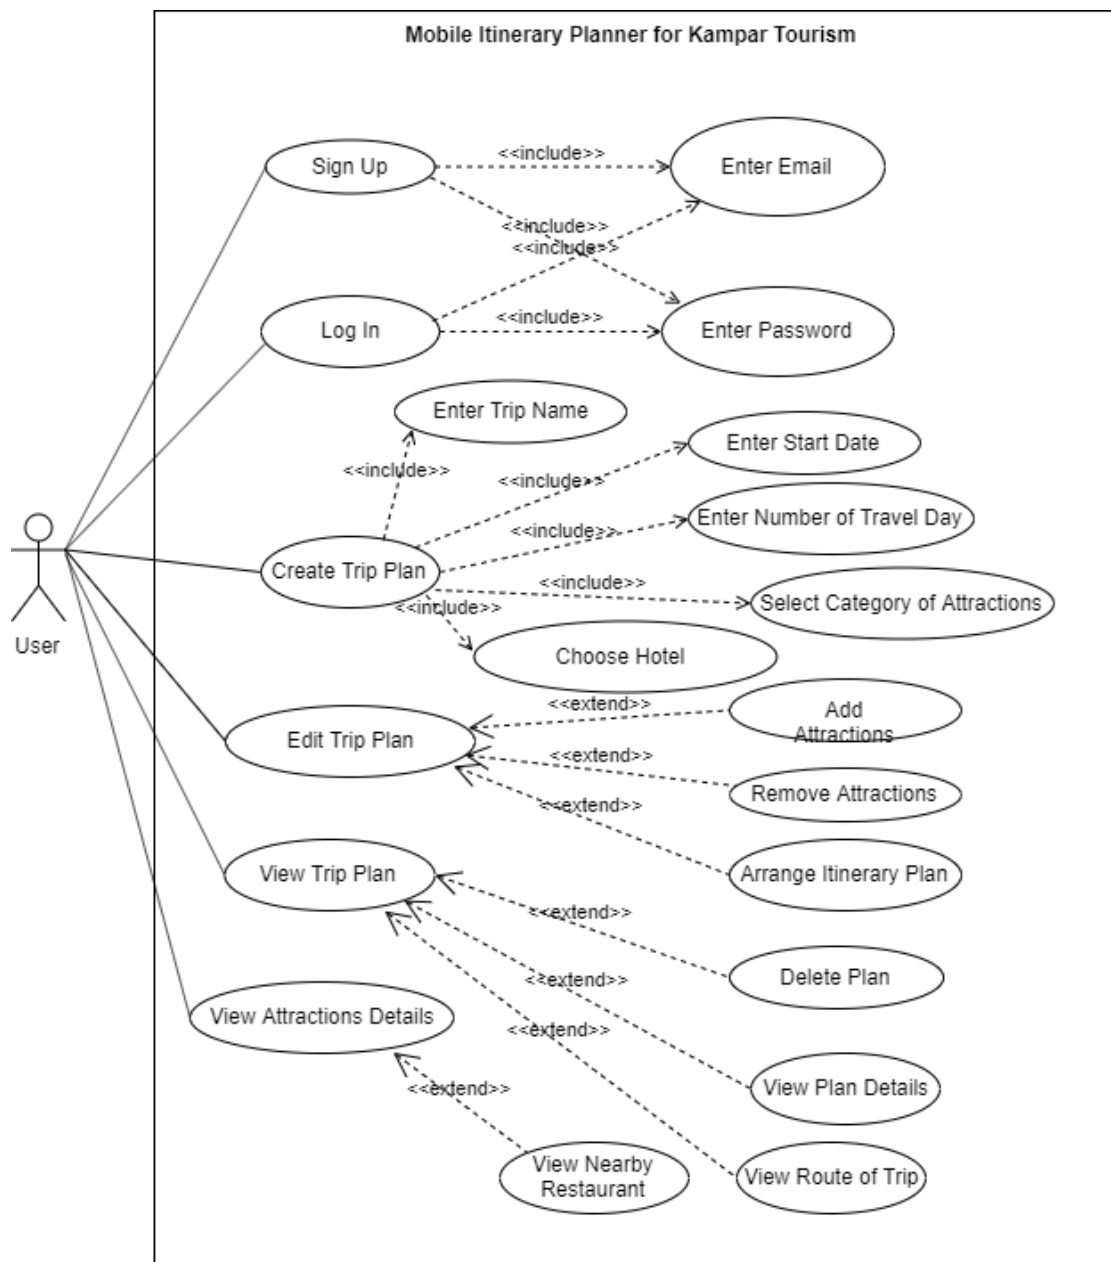 Mobile Itinerary Planner for Kampar Tourism
Sign Up
<<include>>
Enter Email
<<include>>
<<include>>
Log In
<<include>>
Enter Password
Enter Trip Name
<<include>>
Enter Start Date
<<include>>
Enter Number of Travel Day
<<include>>
Create Trip Plan
<<include>>
Select Category of Attractions
<<include>>
Choose Hotel
User
Edit Trip Plan
<<extend>>
Add
Attractions
<<extend>>
Remove Attractions
<<extend>>
Arrange Itinerary Plan
View Trip Plan
<<extend>>
Delete Plan
<<extend>>
View Attractions Details
<<extend>>
View Plan Details
<<extend>>
View Nearby
Restaurant
View Route of Trip